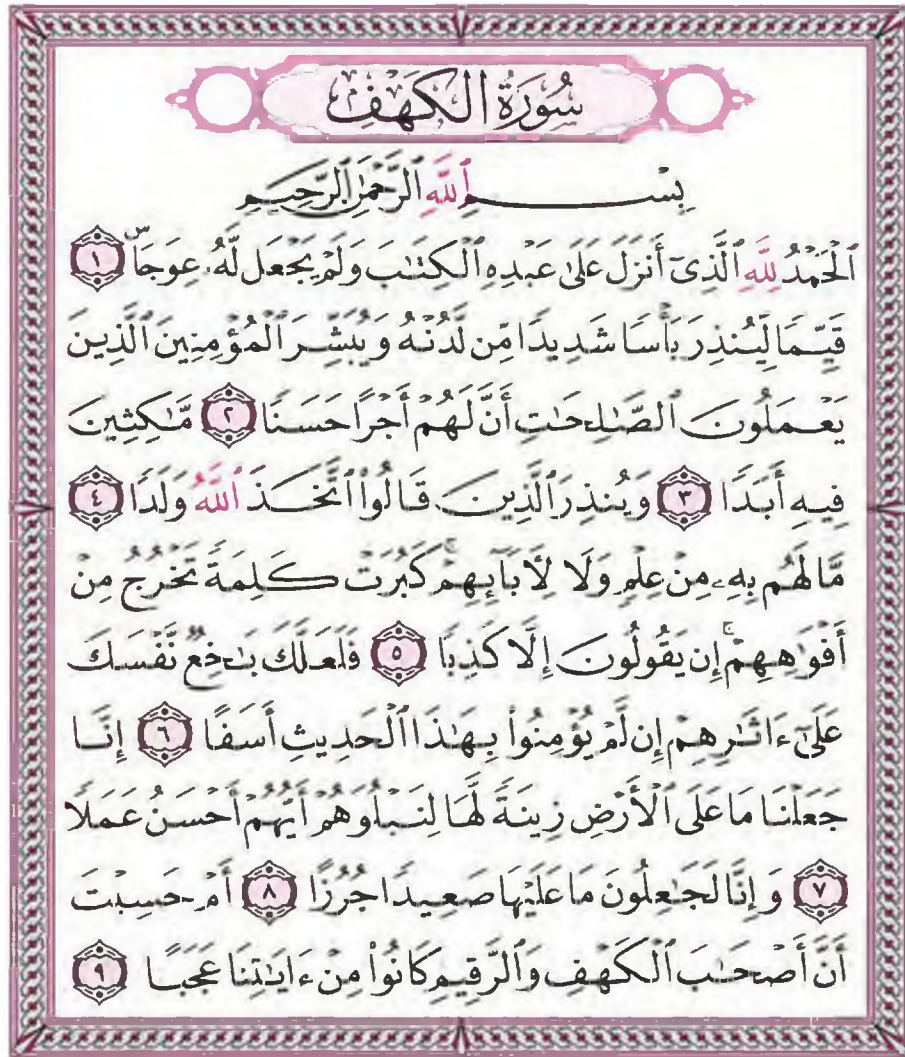 سُورَةُ الكَهْفِ
بِسْمِ ٱللَّهِ ٱلرَّحْمَٰنِ ٱلرَّحِيمِ
ٱلْحَمْدُ لِلَّهِ ٱلَّذِىٓ أَنزَلَ عَلَىٰ عَبْدِهِ ٱلْكِتَٰبَ وَلَمْ يَجْعَل لَّهُۥ عِوَجَاۜ ١
قَيِّمًا لِّيُنذِرَ بَأْسًا شَدِيدًا مِّن لَّدُنْهُ وَيُبَشِّرَ ٱلْمُؤْمِنِينَ ٱلَّذِينَ
يَعْمَلُونَ ٱلصَّٰلِحَٰتِ أَنَّ لَهُمْ أَجْرًا حَسَنًا ٢ مَّٰكِثِينَ
فِيهِ أَبَدًا ٣ وَيُنذِرَ ٱلَّذِينَ قَالُوا۟ ٱتَّخَذَ ٱللَّهُ وَلَدًا ٤
مَّا لَهُم بِهِۦ مِنْ عِلْمٍ وَلَا لِأَبَآئِهِمْ ۚ كَبُرَتْ كَلِمَةً تَخْرُجُ مِنْ
أَفْوَٰهِهِمْ ۚ إِن يَقُولُونَ إِلَّا كَذِبًا ٥ فَلَعَلَّكَ بَٰخِعٌ نَّفْسَكَ
عَلَىٰٓ ءَاثَٰرِهِمْ إِن لَّمْ يُؤْمِنُوا۟ بِهَٰذَا ٱلْحَدِيثِ أَسَفًا ٦ إِنَّا
جَعَلْنَا مَا عَلَى ٱلْأَرْضِ زِينَةً لَّهَا لِنَبْلُوَهُمْ أَيُّهُمْ أَحْسَنُ عَمَلًا
٧ وَإِنَّا لَجَٰعِلُونَ مَا عَلَيْهَا صَعِيدًا جُرُزًا ٨ أَمْ حَسِبْتَ
أَنَّ أَصْحَٰبَ ٱلْكَهْفِ وَٱلرَّقِيمِ كَانُوا۟ مِنْ ءَايَٰتِنَا عَجَبًا ٩